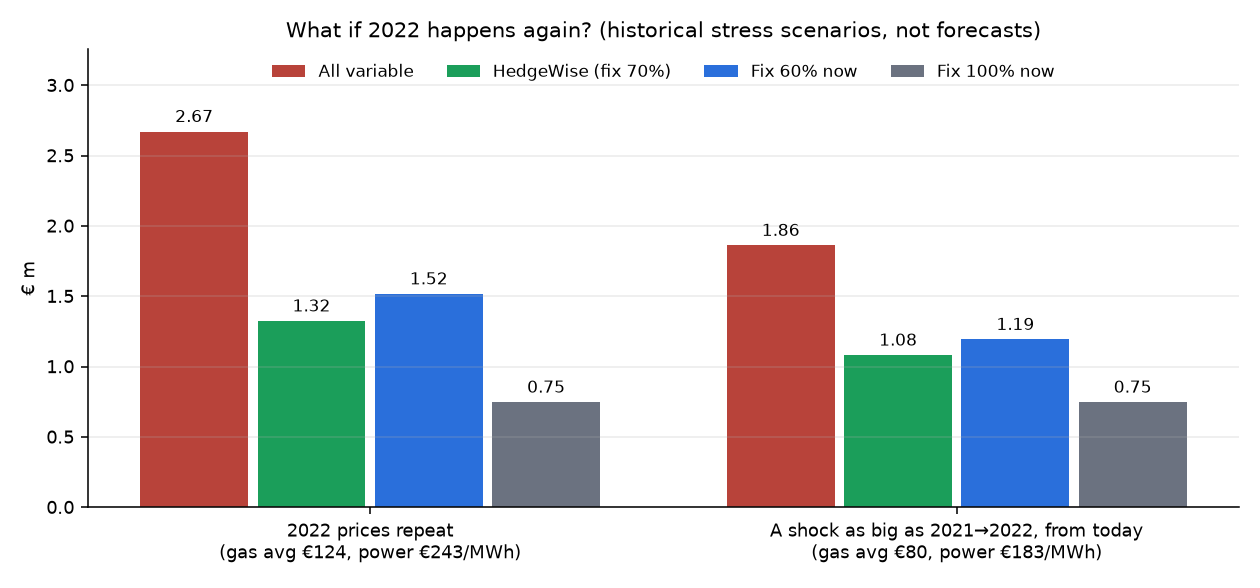 What if 2022 happens again? (historical stress scenarios, not forecasts)
All variable
HedgeWise (fix 70%)
Fix 60% now
Fix 100% now
€ m
3.0
2.5
2.0
1.5
1.0
0.5
0.0
2.67
1.32
1.52
0.75
1.86
1.08
1.19
0.75
2022 prices repeat
(gas avg €124, power €243/MWh)
A shock as big as 2021→2022, from today
(gas avg €80, power €183/MWh)